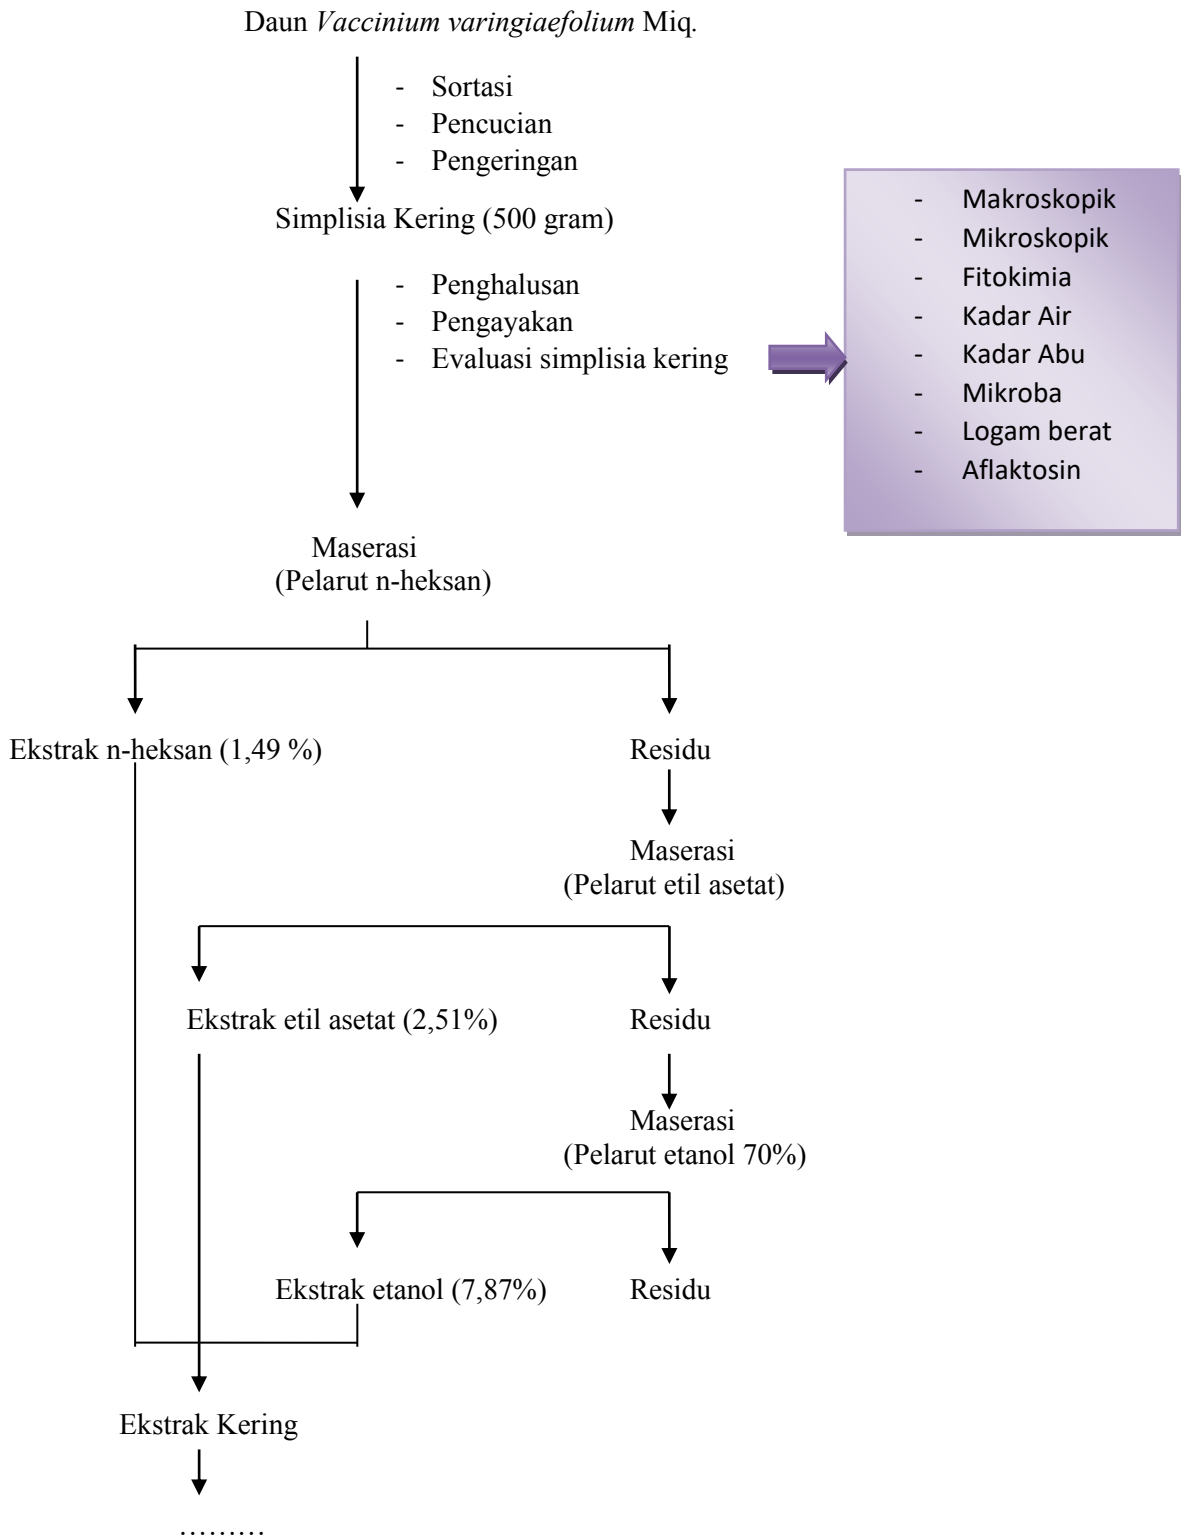 Daun Vaccinium varingiaefolium Miq.
- Sortasi
- Pencucian
- Pengeringan
Simplisia Kering (500 gram)
- Penghalusan
- Pengayakan
- Evaluasi simplisia kering
- Makroskopik
- Mikroskopik
- Fitokimia
- Kadar Air
- Kadar Abu
- Mikroba
- Logam berat
- Aflaktosin
Maserasi
(Pelarut n-heksan)
Ekstrak n-heksan (1,49 %)
Residu
Maserasi
(Pelarut etil asetat)
Ekstrak etil asetat (2,51%)
Residu
Maserasi
(Pelarut etanol 70%)
Ekstrak etanol (7,87%)
Residu
Ekstrak Kering
………